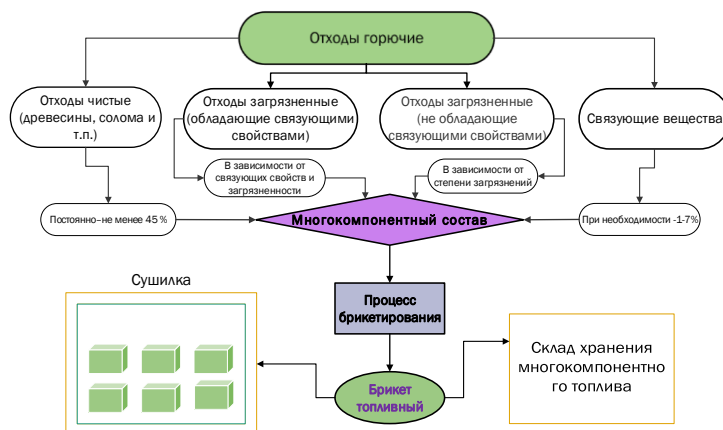 Отходы горючие
Отходы чистые
(древесины, солома и
т.п.)
Отходы загрязненные
(обладающие связующими
свойствами)
Отходы загрязненные
(не обладающие
связующими свойствами)
Связующие вещества
В зависимости от
связующих свойств и
загрязненности
В зависимости от
степени загрязнений
Постоянно–не менее 45 %
Многокомпонентный состав
При необходимости -1-7%
Сушилка
Процесс
брикетирования
Склад хранения
многокомпонентно
го топлива
Брикет
топливный